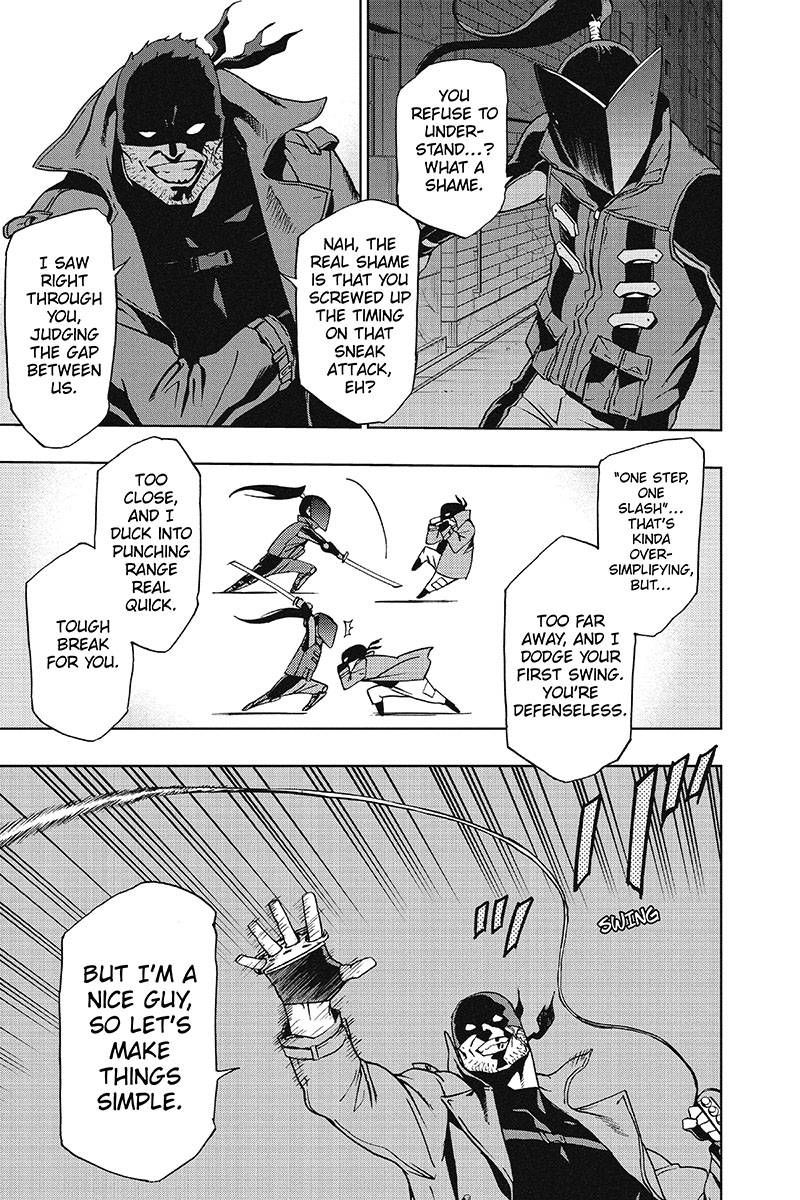 YOU
REFUSE TO
UNDER-
STAND...?
WHAT A
SHAME.
NAH, THE
REAL SHAME
IS THAT YOU
SCREWED UP
THE TIMING
ON THAT
SNEAK
ATTACK,
EH?
I SAW
RIGHT
THROUGH
YOU,
JUDGING
THE GAP
BETWEEN
US.
"ONE STEP,
ONE
SLASH"...
THAT'S
KINDA
OVER-
SIMPLIFYING,
BUT...
TOO FAR
AWAY, AND I
DODGE YOUR
FIRST SWING.
YOU'RE
DEFENSELESS.
TOO
CLOSE,
AND I
DUCK INTO
PUNCHING
RANGE
REAL
QUICK.
TOUGH
BREAK
FOR YOU.
SWING
BUT I'M A
NICE GUY,
SO LET'S
MAKE
THINGS
SIMPLE.